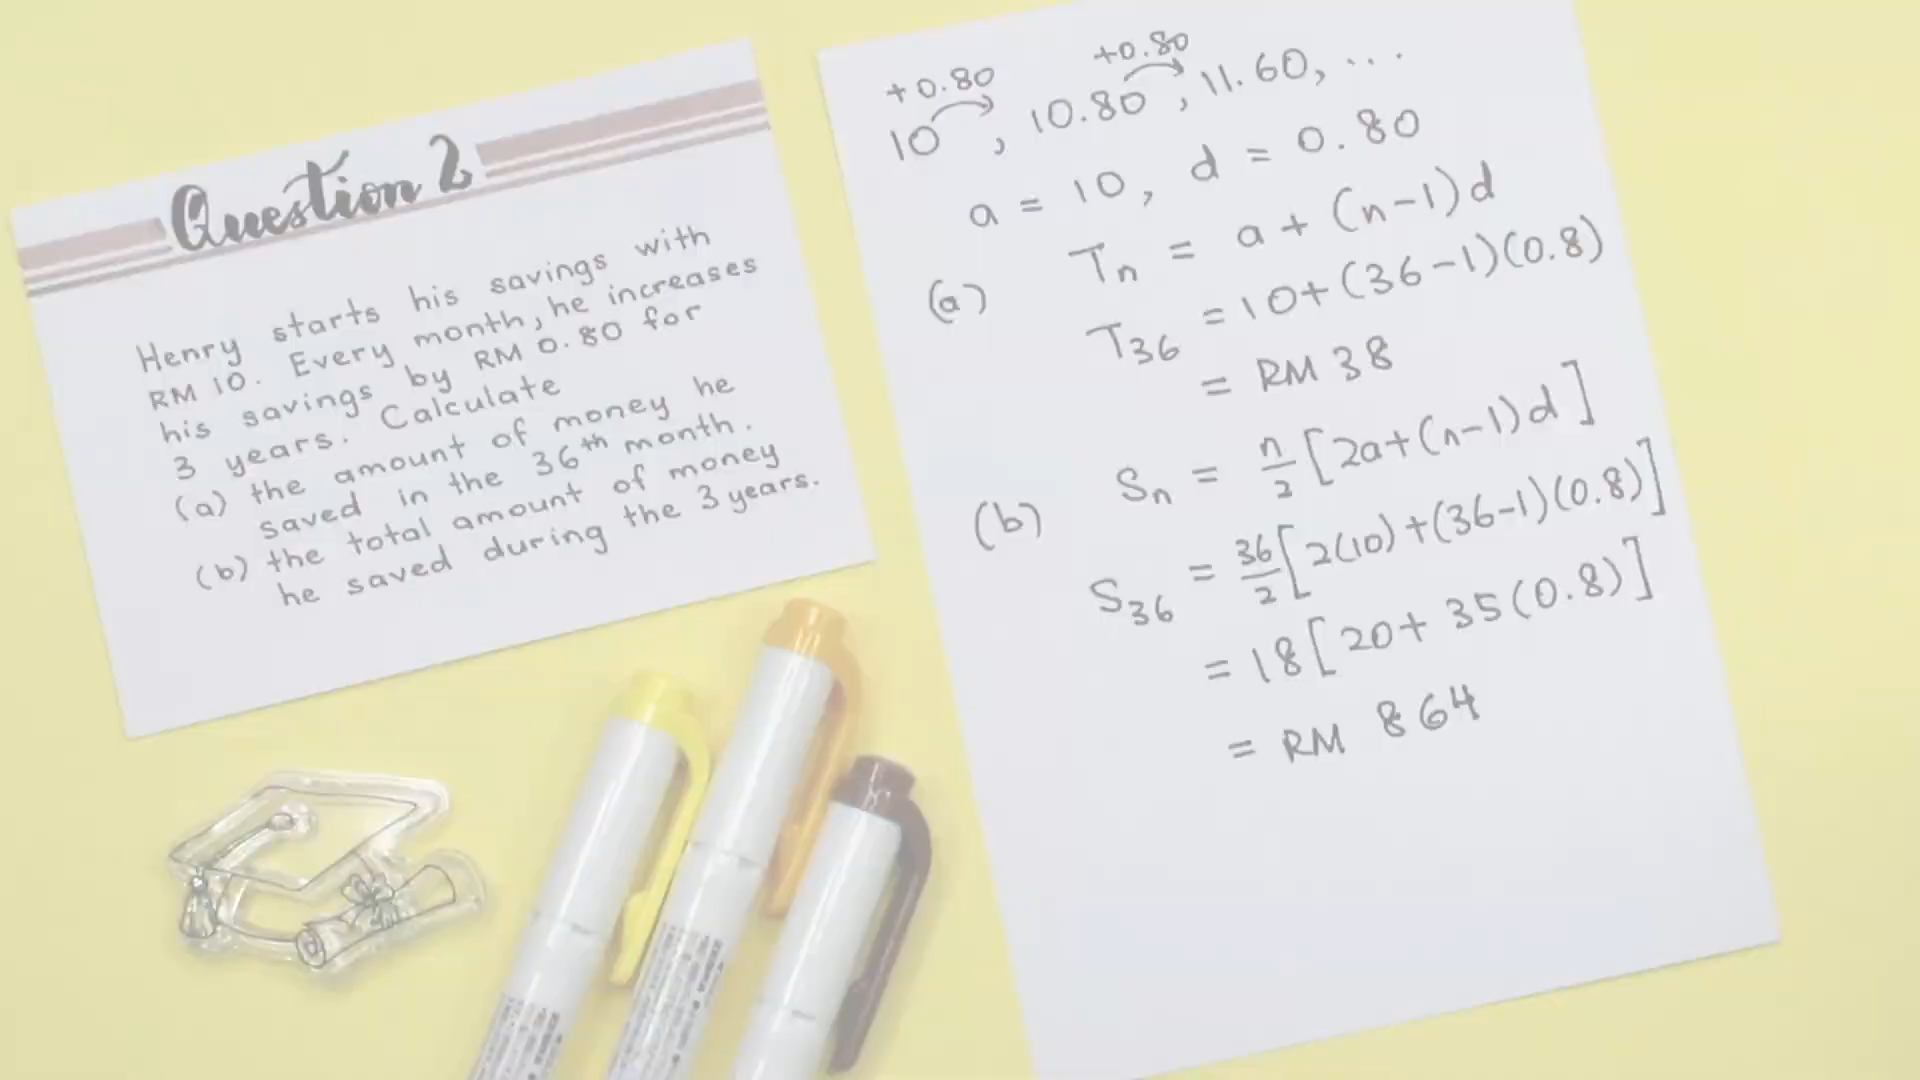 Question 2
Henry starts his savings with
RM 10. Every month, he increases
his savings by RM 0.80 for
3 years. Calculate
(a) the amount of money he
saved in the 36th month.
(b) the total amount of money
he saved during the 3 years.
+0.80 +0.80
10 , 10.80 , 11.60, ...
a = 10 , d = 0.80
(a) Tn = a + (n-1)d
T36 = 10+(36-1)(0.8)
= RM 38
(b) Sn = n/2 [2a+(n-1)d]
S36 = 36/2 [2(10)+(36-1)(0.8)]
= 18[20+ 35(0.8)]
= RM 864